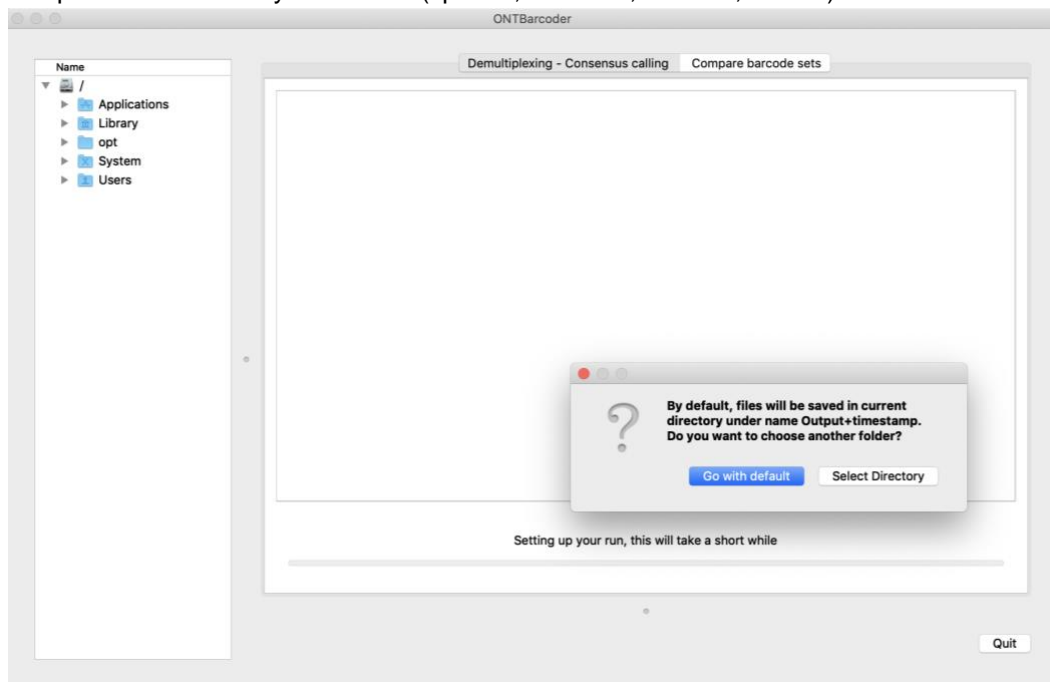 ONTBarcoder
Name
/
Applications
Library
opt
System
Users
Demultiplexing - Consensus calling
Compare barcode sets
By default, files will be saved in current
directory under name Output+timestamp.
Do you want to choose another folder?
Go with default
Select Directory
Setting up your run, this will take a short while
Quit